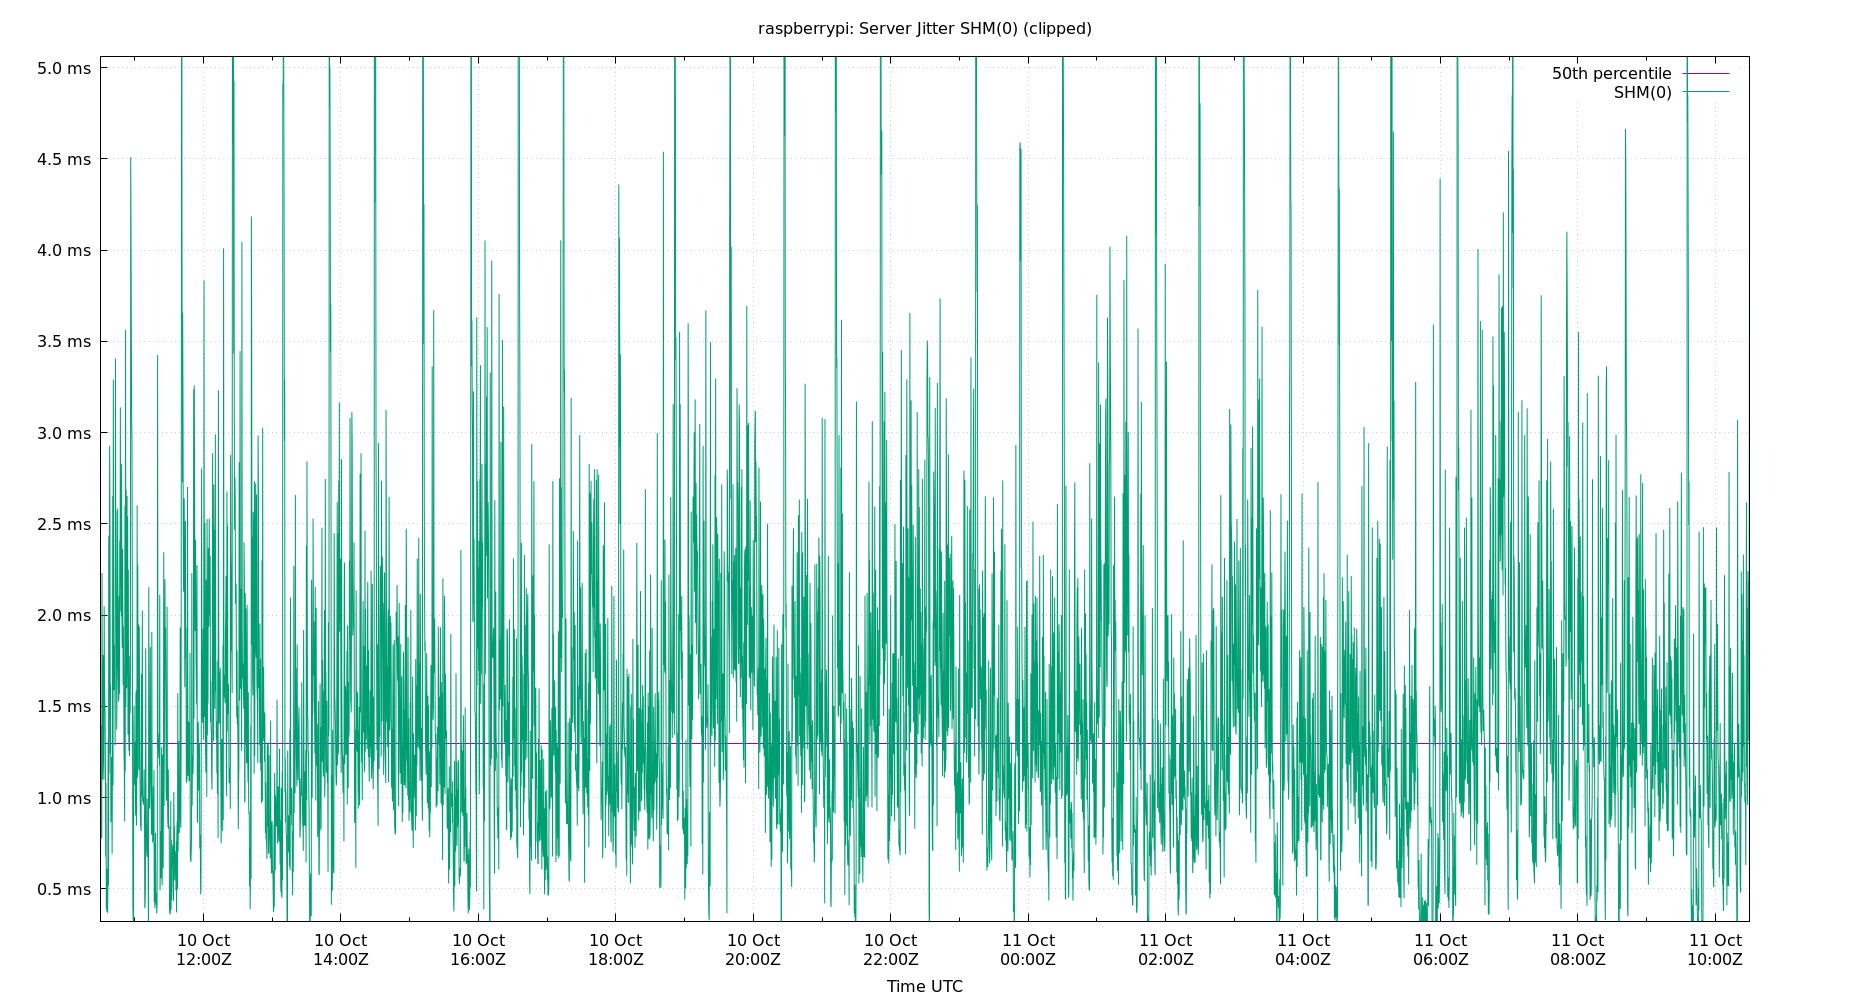 raspberrypi: Server Jitter SHM(0) (clipped)
5.0 ms
4.5 ms
4.0 ms
3.5 ms
3.0 ms
2.5 ms
2.0 ms
1.5 ms
1.0 ms
0.5 ms
50th percentile
SHM(0)
10 Oct 10 Oct 10 Oct 10 Oct 10 Oct 10 Oct 11 Oct 11 Oct 11 Oct 11 Oct 11 Oct 11 Oct
12:00Z 14:00Z 16:00Z 18:00Z 20:00Z 22:00Z 00:00Z 02:00Z 04:00Z 06:00Z 08:00Z 10:00Z
Time UTC